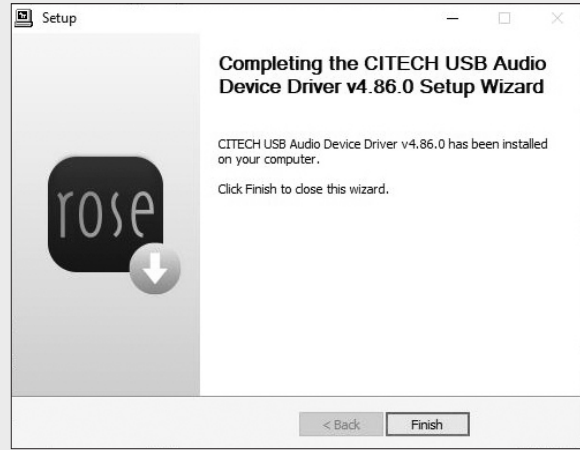 Setup
Completing the CITECH USB Audio
Device Driver v4.86.0 Setup Wizard
CITECH USB Audio Device Driver v4.86.0 has been installed
on your computer.
Click Finish to close this wizard.
rose
< Back
Finish